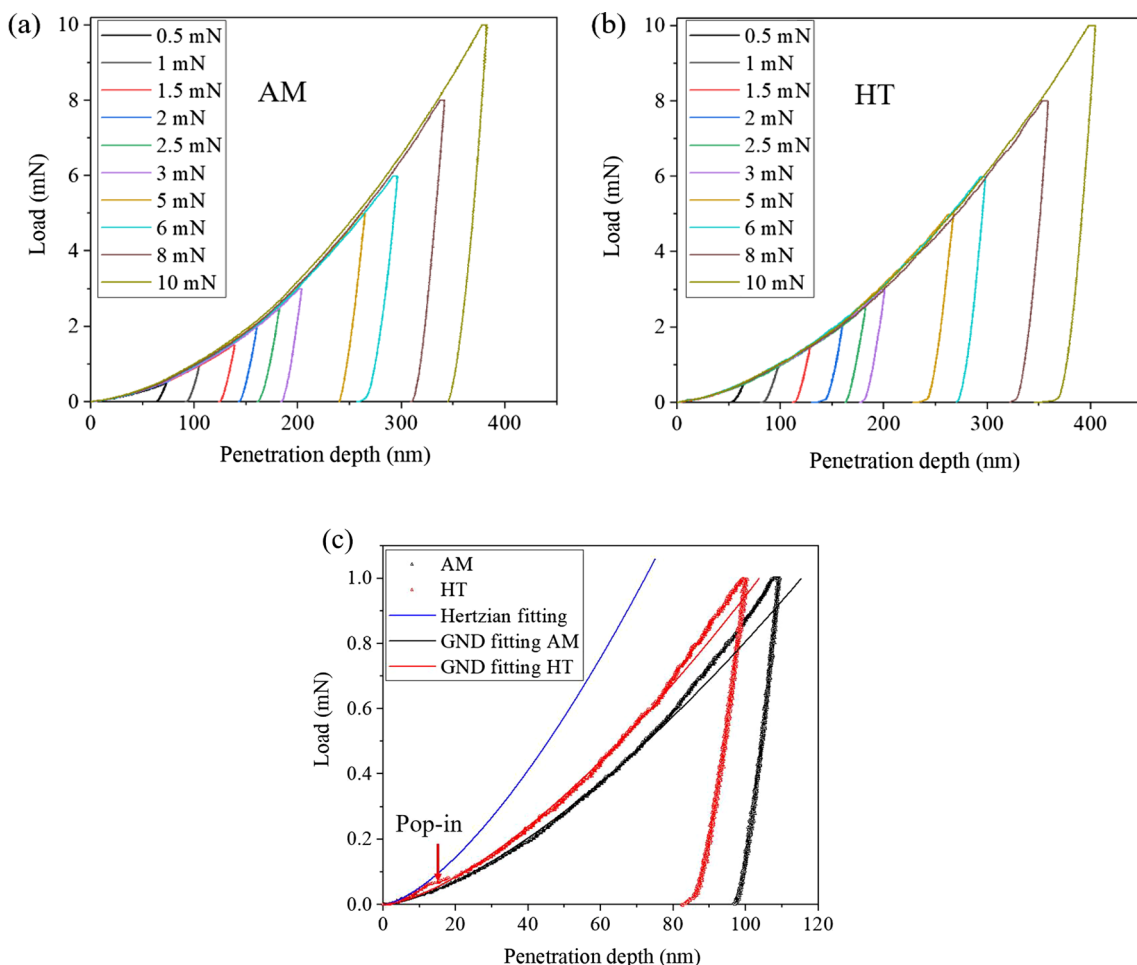 (a)
10
8
6
4
2
0
Load (mN)
0.5 mN
1 mN
1.5 mN
2 mN
2.5 mN
3 mN
5 mN
6 mN
8 mN
10 mN
AM
0 100 200 300 400
Penetration depth (nm)
(b)
10
8
6
4
2
0
Load (mN)
0.5 mN
1 mN
1.5 mN
2 mN
2.5 mN
3 mN
5 mN
6 mN
8 mN
10 mN
HT
0 100 200 300 400
Penetration depth (nm)
(c)
1.0
0.8
0.6
0.4
0.2
0.0
Load (mN)
AM
HT
Hertzian fitting
GND fitting AM
GND fitting HT
Pop-in
0 20 40 60 80 100 120
Penetration depth (nm)